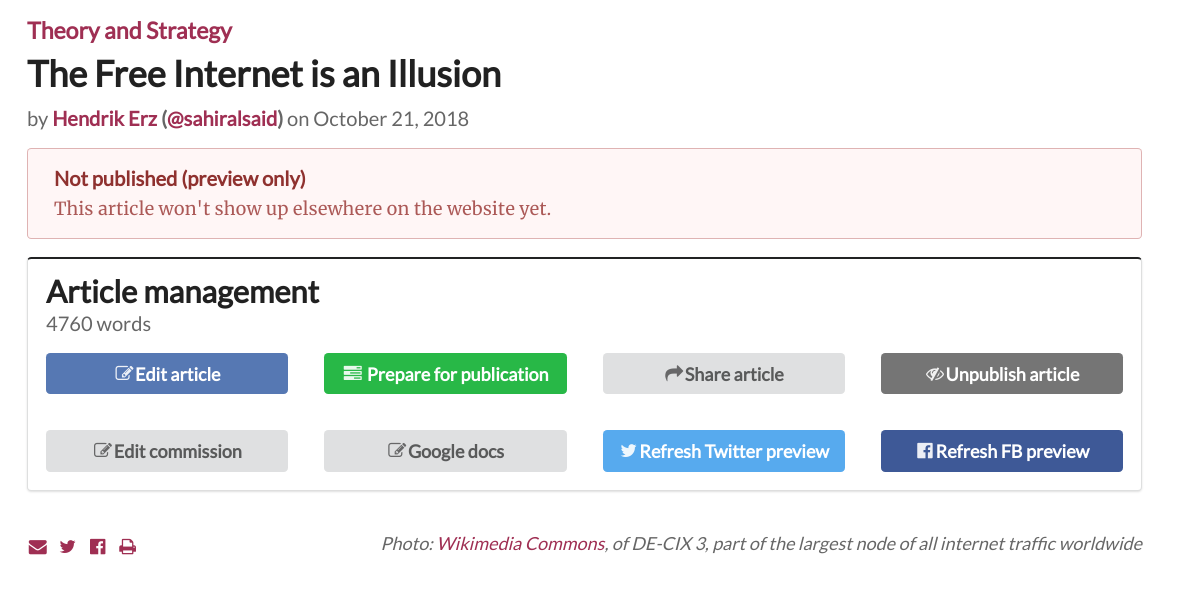 Theory and Strategy
The Free Internet is an Illusion
by Hendrik Erz (@sahiralsaid) on October 21, 2018
Not published (preview only)
This article won't show up elsewhere on the website yet.
Article management
4760 words
Edit article
Prepare for publication
Share article
Unpublish article
Edit commission
Google docs
Refresh Twitter preview
Refresh FB preview
Photo: Wikimedia Commons, of DE-CIX 3, part of the largest node of all internet traffic worldwide